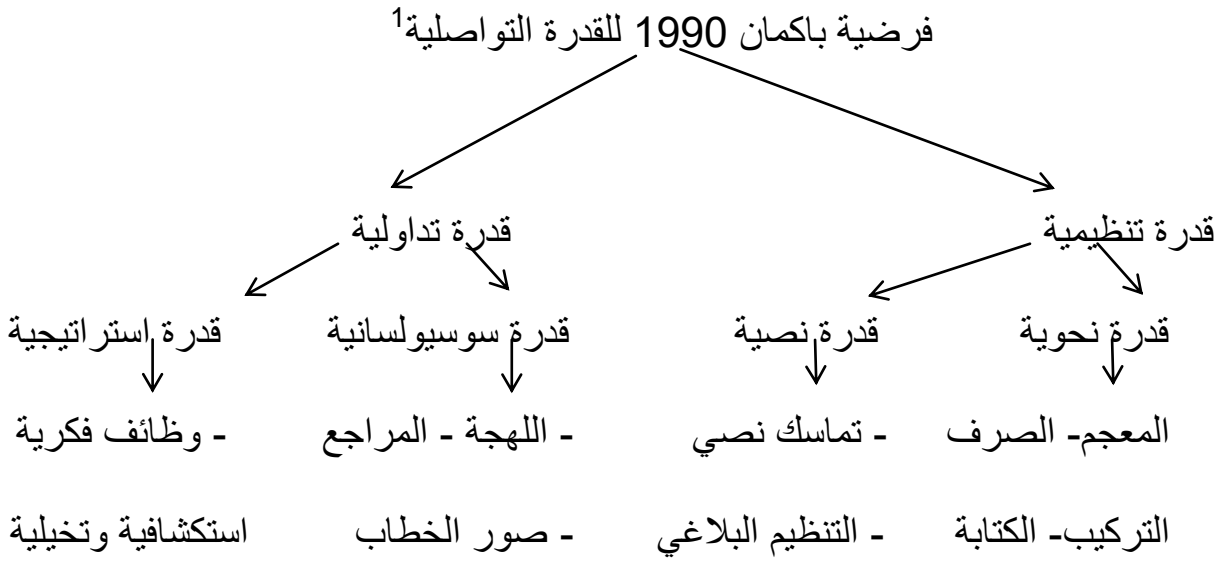 فرضية باكمان 1990 للقدرة التواصلية¹
قدرة تنظيمية قدرة تداولية
قدرة نحوية قدرة نصية قدرة سوسيولسانية قدرة استراتيجية
المعجم- الصرف - تماسك نصي - اللهجة - المراجع - وظائف فكرية
التركيب- الكتابة - التنظيم البلاغي - صور الخطاب استكشافية وتخيلية